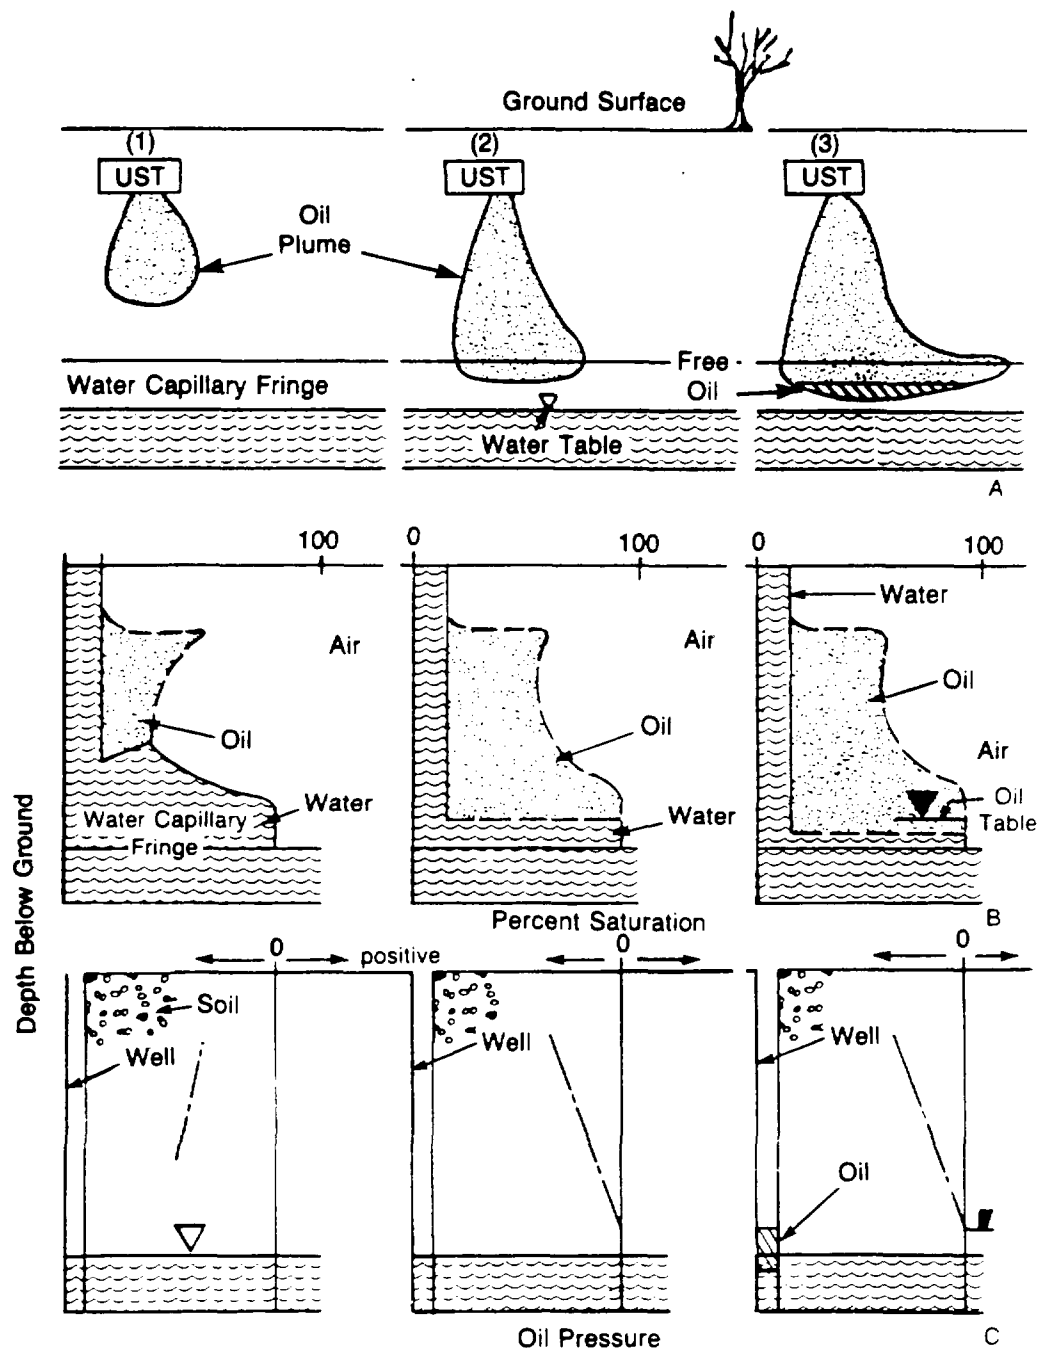 Ground Surface
(1)
(2)
(3)
UST
UST
UST
Oil
Plume
Free
Oil
Water Capillary Fringe
Water Table
A
100
0
100
0
100
Water
Air
Air
Oil
Oil
Oil
Air
Water
Water
Oil
Table
Water Capillary
Fringe
Depth Below Ground
Percent Saturation
B
0
positive
0
0
Soil
Well
Well
Well
Oil
Oil Pressure
C